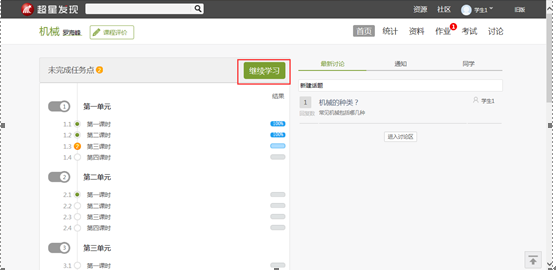 超星发现
资源 社区 学生1 旧版
机械 罗海峰 课程评价
首页 统计 资料 作业 1 考试 讨论
未完成任务点 2 继续学习
结果
1 第一单元
1.1 第一课时 100%
1.2 第二课时 100%
1.3 2 第三课时
1.4 第四课时
2 第二单元
2.1 第一课时
2.2 第二课时
2.3 第三课时
2.4 第四课时
3 第三单元
3.1 第一课时
最新讨论 通知 同学
新建话题
1 机械的种类? 学生1
回复数 常见机械包括哪几种
进入讨论区